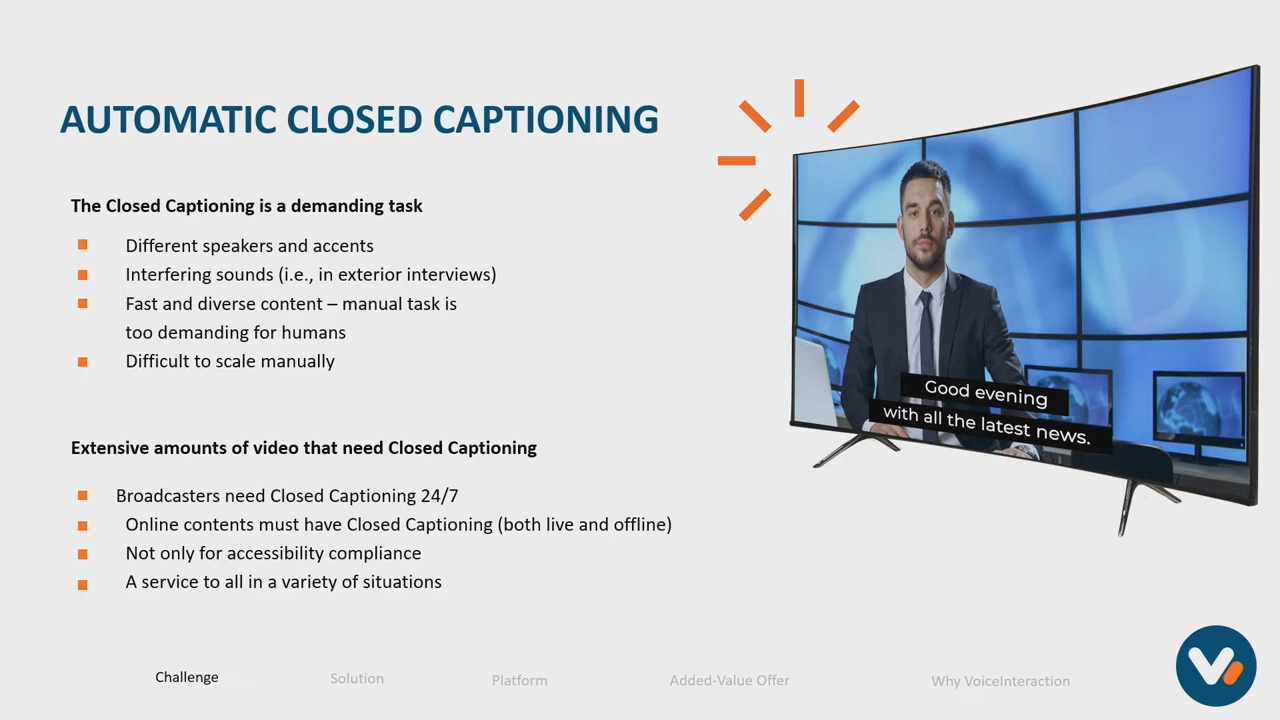 AUTOMATIC CLOSED CAPTIONING
The Closed Captioning is a demanding task
Different speakers and accents
Interfering sounds (i.e., in exterior interviews)
Fast and diverse content – manual task is
too demanding for humans
Difficult to scale manually
Extensive amounts of video that need Closed Captioning
Broadcasters need Closed Captioning 24/7
Online contents must have Closed Captioning (both live and offline)
Not only for accessibility compliance
A service to all in a variety of situations
Good evening
with all the latest news.
Challenge
Solution
Platform
Added-Value Offer
Why VoiceInteraction